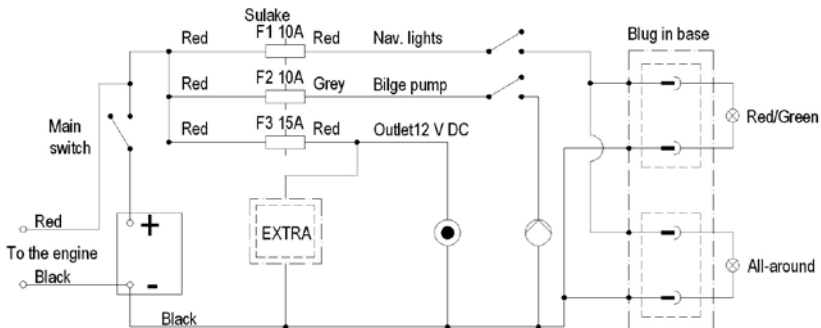 Sulake
Red F1 10A Red Nav. lights
Blug in base
Red F2 10A Grey Bilge pump
Main switch
Red F3 15A Red Outlet12 V DC
Red/Green
Red
+
EXTRA
To the engine
Black
-
All-around
Black